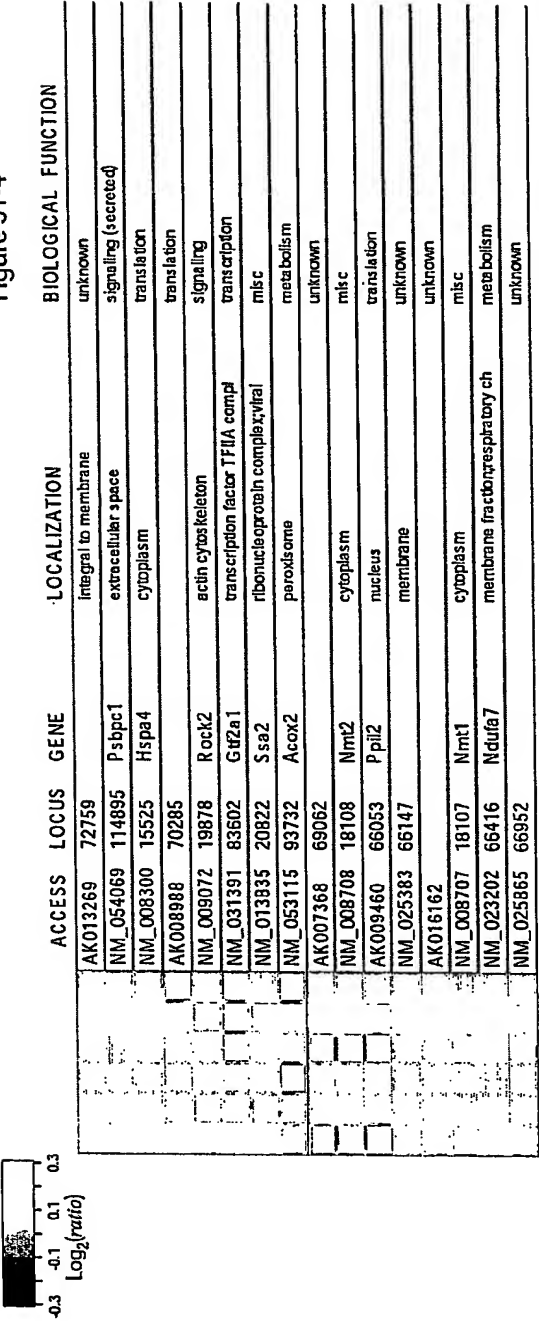 Figure 31-4
ACCESS LOCUS GENE LOCALIZATION BIOLOGICAL FUNCTION
AK013269 72759 integral to membrane unknown
NM_054069 114895 Psbpc1 extracellular space signaling (secreted)
NM_008300 15525 Hspa4 cytoplasm translation
AK008988 70285 translation
NM_009072 19878 Rock2 actin cytoskeleton signaling
NM_031391 83602 Gtf2a1 transcription factor TFIIA compl transcription
NM_013835 20822 Ssa2 ribonucleoprotein complex;viral misc
NM_053115 93732 Acox2 peroxisome metabolism
AK007368 69062 unknown
NM_008708 18108 Nmt2 cytoplasm misc
AK009460 66053 Ppil2 nucleus translation
NM_025383 66147 membrane unknown
AK016162 unknown
NM_008707 18107 Nmt1 cytoplasm misc
NM_023202 66416 Ndufa7 membrane fraction;respiratory ch metabolism
NM_025865 66952 unknown
-0.3 -0.1 0.1 0.3
Log2(ratio)